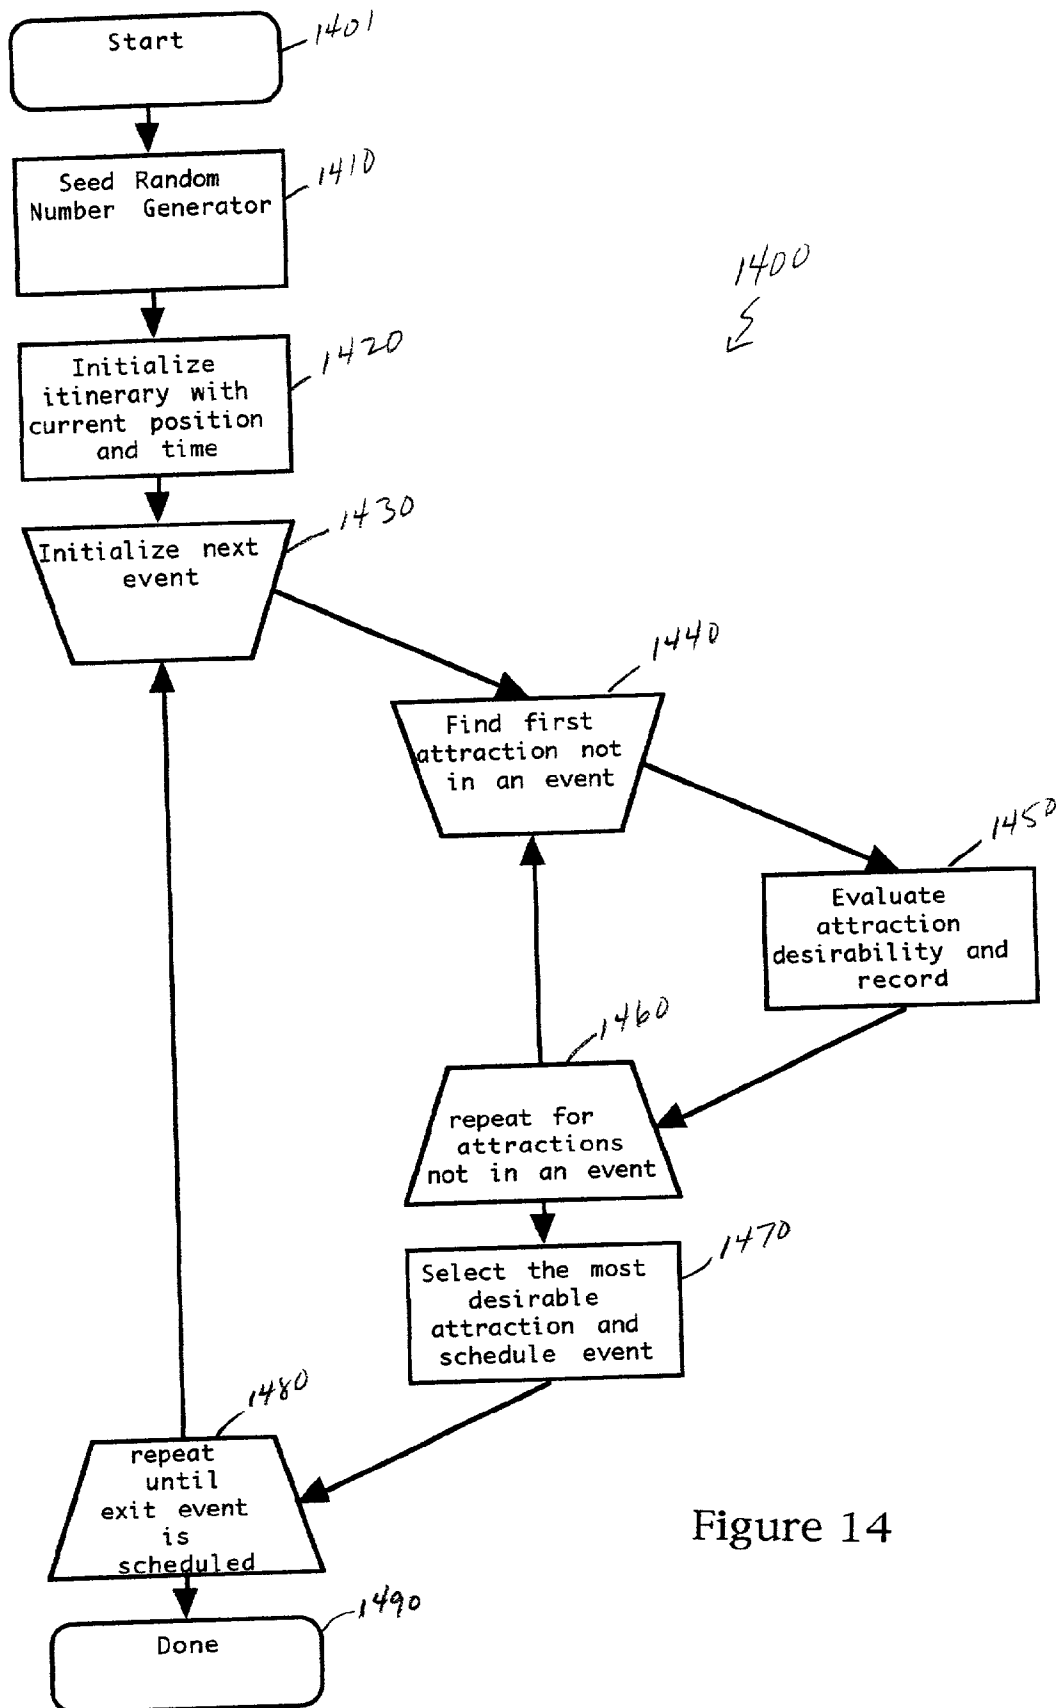 Start
1401
Seed Random
Number Generator
1410
1400
Initialize
itinerary with
current position
and time
1420
Initialize next
event
1430
Find first
attraction not
in an event
1440
Evaluate
attraction
desirability and
record
1450
repeat for
attractions
not in an event
1460
Select the most
desirable
attraction and
schedule event
1470
repeat
until
exit event
is
scheduled
1480
Figure 14
Done
1490